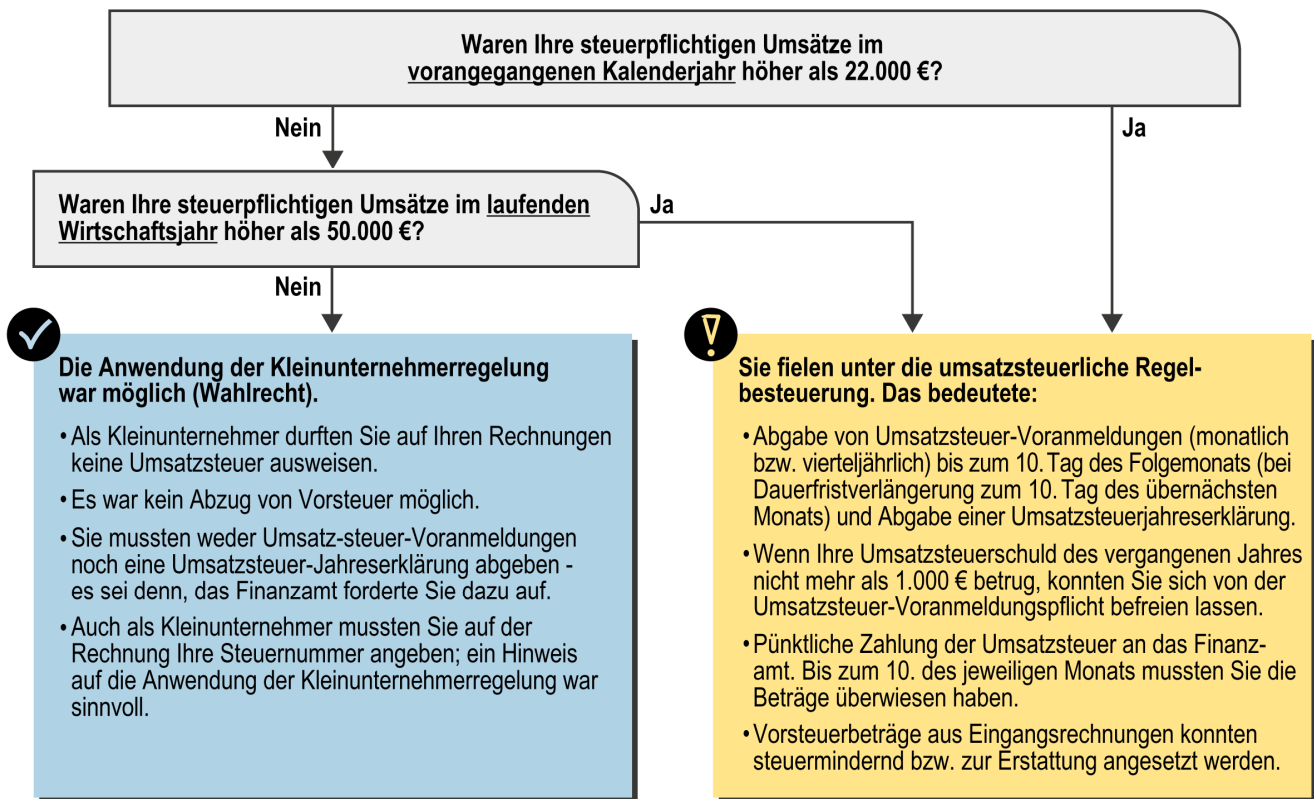 Waren Ihre steuerpflichtigen Umsätze im
vorangegangenen Kalenderjahr höher als 22.000 €?
Nein
Ja
Waren Ihre steuerpflichtigen Umsätze im laufenden
Wirtschaftsjahr höher als 50.000 €?
Ja
Nein
Die Anwendung der Kleinunternehmerregelung
war möglich (Wahlrecht).
• Als Kleinunternehmer durften Sie auf Ihren Rechnungen
keine Umsatzsteuer ausweisen.
• Es war kein Abzug von Vorsteuer möglich.
• Sie mussten weder Umsatz-steuer-Voranmeldungen
noch eine Umsatzsteuer-Jahreserklärung abgeben -
es sei denn, das Finanzamt forderte Sie dazu auf.
• Auch als Kleinunternehmer mussten Sie auf der
Rechnung Ihre Steuernummer angeben; ein Hinweis
auf die Anwendung der Kleinunternehmerregelung war
sinnvoll.
Sie fielen unter die umsatzsteuerliche Regel-
besteuerung. Das bedeutete:
• Abgabe von Umsatzsteuer-Voranmeldungen (monatlich
bzw. vierteljährlich) bis zum 10. Tag des Folgemonats (bei
Dauerfristverlängerung zum 10. Tag des übernächsten
Monats) und Abgabe einer Umsatzsteuerjahreserklärung.
• Wenn Ihre Umsatzsteuerschuld des vergangenen Jahres
nicht mehr als 1.000 € betrug, konnten Sie sich von der
Umsatzsteuer-Voranmeldungspflicht befreien lassen.
• Pünktliche Zahlung der Umsatzsteuer an das Finanz-
amt. Bis zum 10. des jeweiligen Monats mussten Sie die
Beträge überwiesen haben.
• Vorsteuerbeträge aus Eingangsrechnungen konnten
steuermindernd bzw. zur Erstattung angesetzt werden.